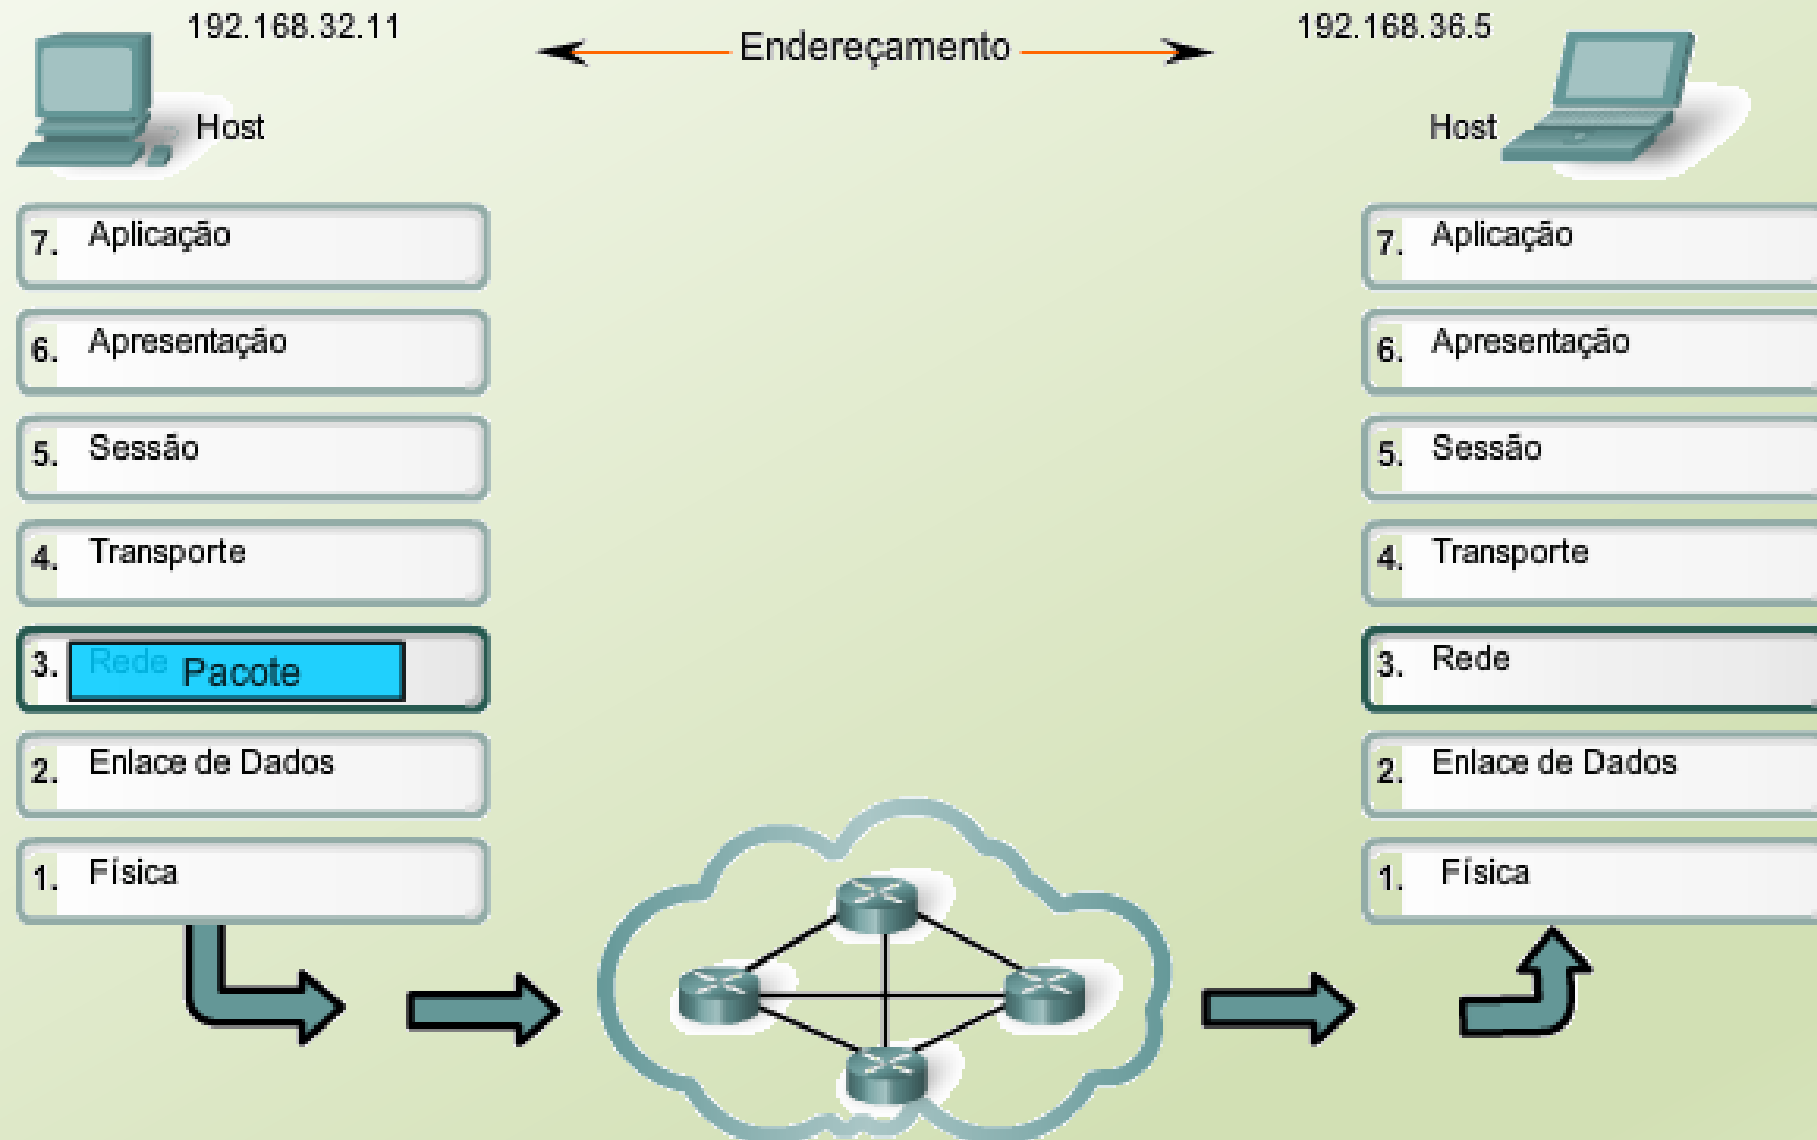 192.168.32.11
Endereçamento
192.168.36.5
Host
Host
7. Aplicação
6. Apresentação
5. Sessão
4. Transporte
3. Rede Pacote
2. Enlace de Dados
1. Física
7. Aplicação
6. Apresentação
5. Sessão
4. Transporte
3. Rede
2. Enlace de Dados
1. Física